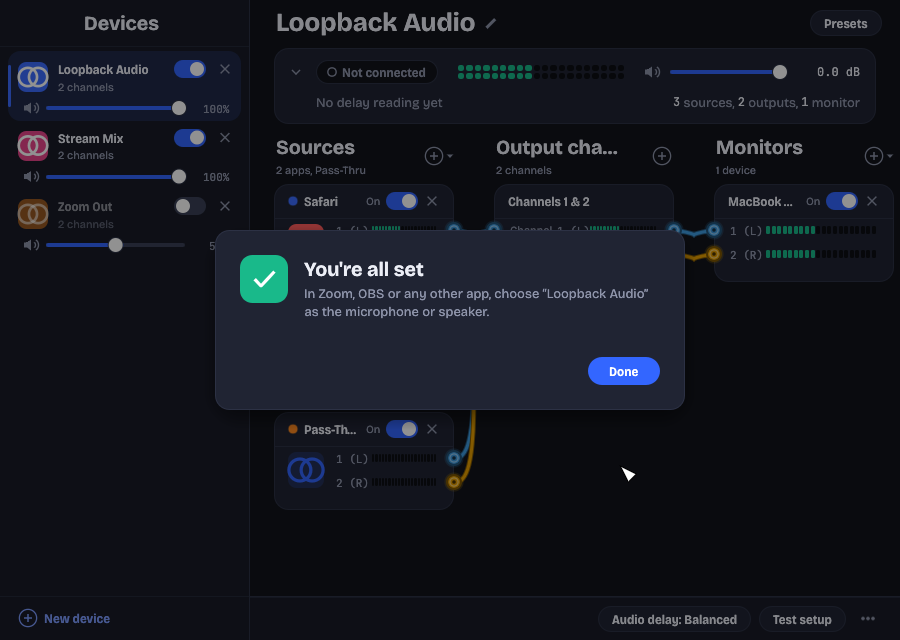 Devices
Loopback Audio
2 channels
100%
Stream Mix
2 channels
100%
Zoom Out
2 channels
New device
Loopback Audio
Presets
Not connected
0.0 dB
No delay reading yet
3 sources, 2 outputs, 1 monitor
Sources
2 apps, Pass-Thru
Output cha...
2 channels
Monitors
1 device
Safari
On
Channels 1 & 2
MacBook ...
On
1 (L)
Channel 1 (L)
1 (L)
2 (R)
You're all set
In Zoom, OBS or any other app, choose “Loopback Audio”
as the microphone or speaker.
Done
Pass-Th...
On
1 (L)
2 (R)
Audio delay: Balanced
Test setup